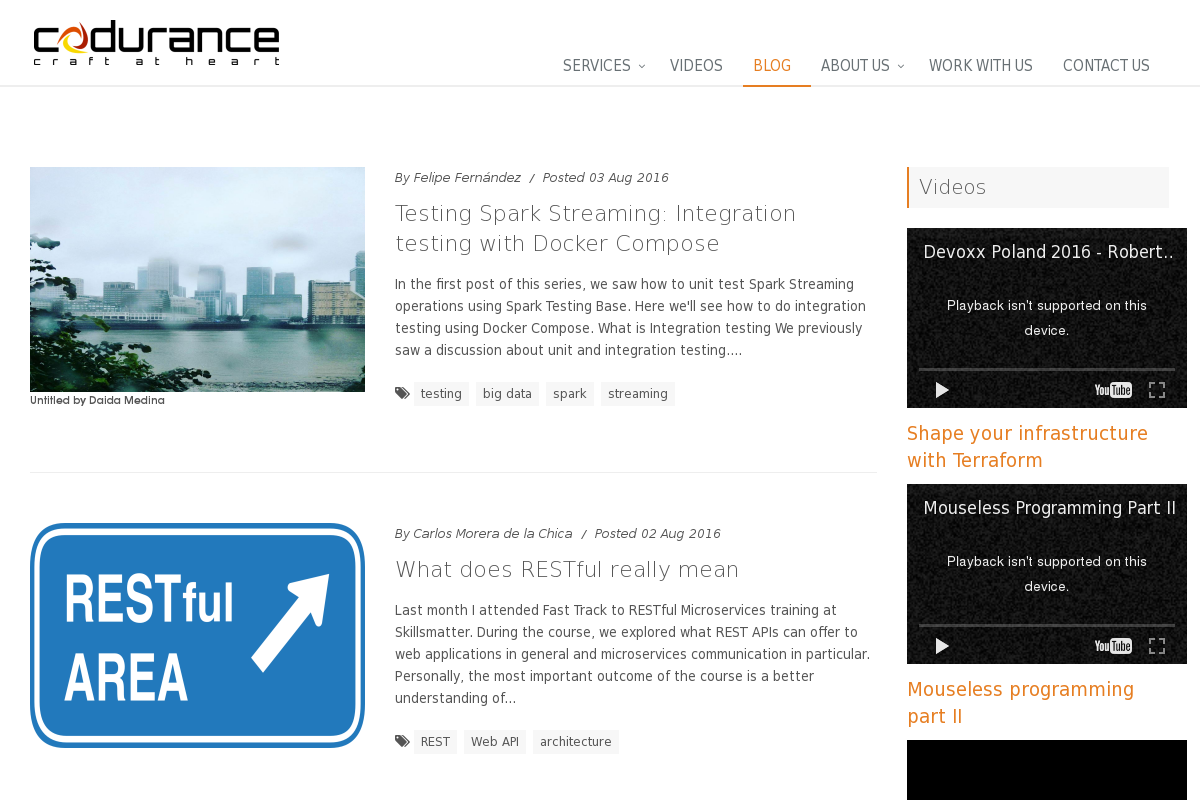 codurance
craft at heart
SERVICES
VIDEOS
BLOG
ABOUT US
WORK WITH US
CONTACT US
Untitled by Daida Medina
By Felipe Fernández / Posted 03 Aug 2016
Testing Spark Streaming: Integration
testing with Docker Compose
In the first post of this series, we saw how to unit test Spark Streaming
operations using Spark Testing Base. Here we'll see how to do integration
testing using Docker Compose. What is Integration testing We previously
saw a discussion about unit and integration testing....
testing
big data
spark
streaming
RESTful
AREA
By Carlos Morera de la Chica / Posted 02 Aug 2016
What does RESTful really mean
Last month I attended Fast Track to RESTful Microservices training at
Skillsmatter. During the course, we explored what REST APIs can offer to
web applications in general and microservices communication in particular.
Personally, the most important outcome of the course is a better
understanding of...
REST
Web API
architecture
Videos
Devoxx Poland 2016 - Robert..
Playback isn't supported on this
device.
YouTube
Shape your infrastructure
with Terraform
Mouseless Programming Part II
Playback isn't supported on this
device.
YouTube
Mouseless programming
part II